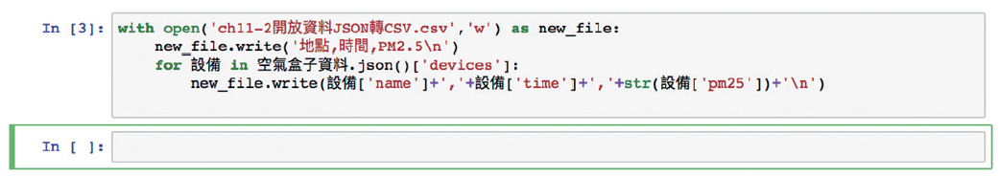 In [3]: with open('ch11-2開放資料JSON轉CSV.csv','w') as new_file:
new_file.write('地點,時間,PM2.5\n')
for 設備 in 空氣盒子資料.json()['devices']:
new_file.write(設備['name']+','+設備['time']+','+str(設備['pm25'])+'\n')
In [ ]: